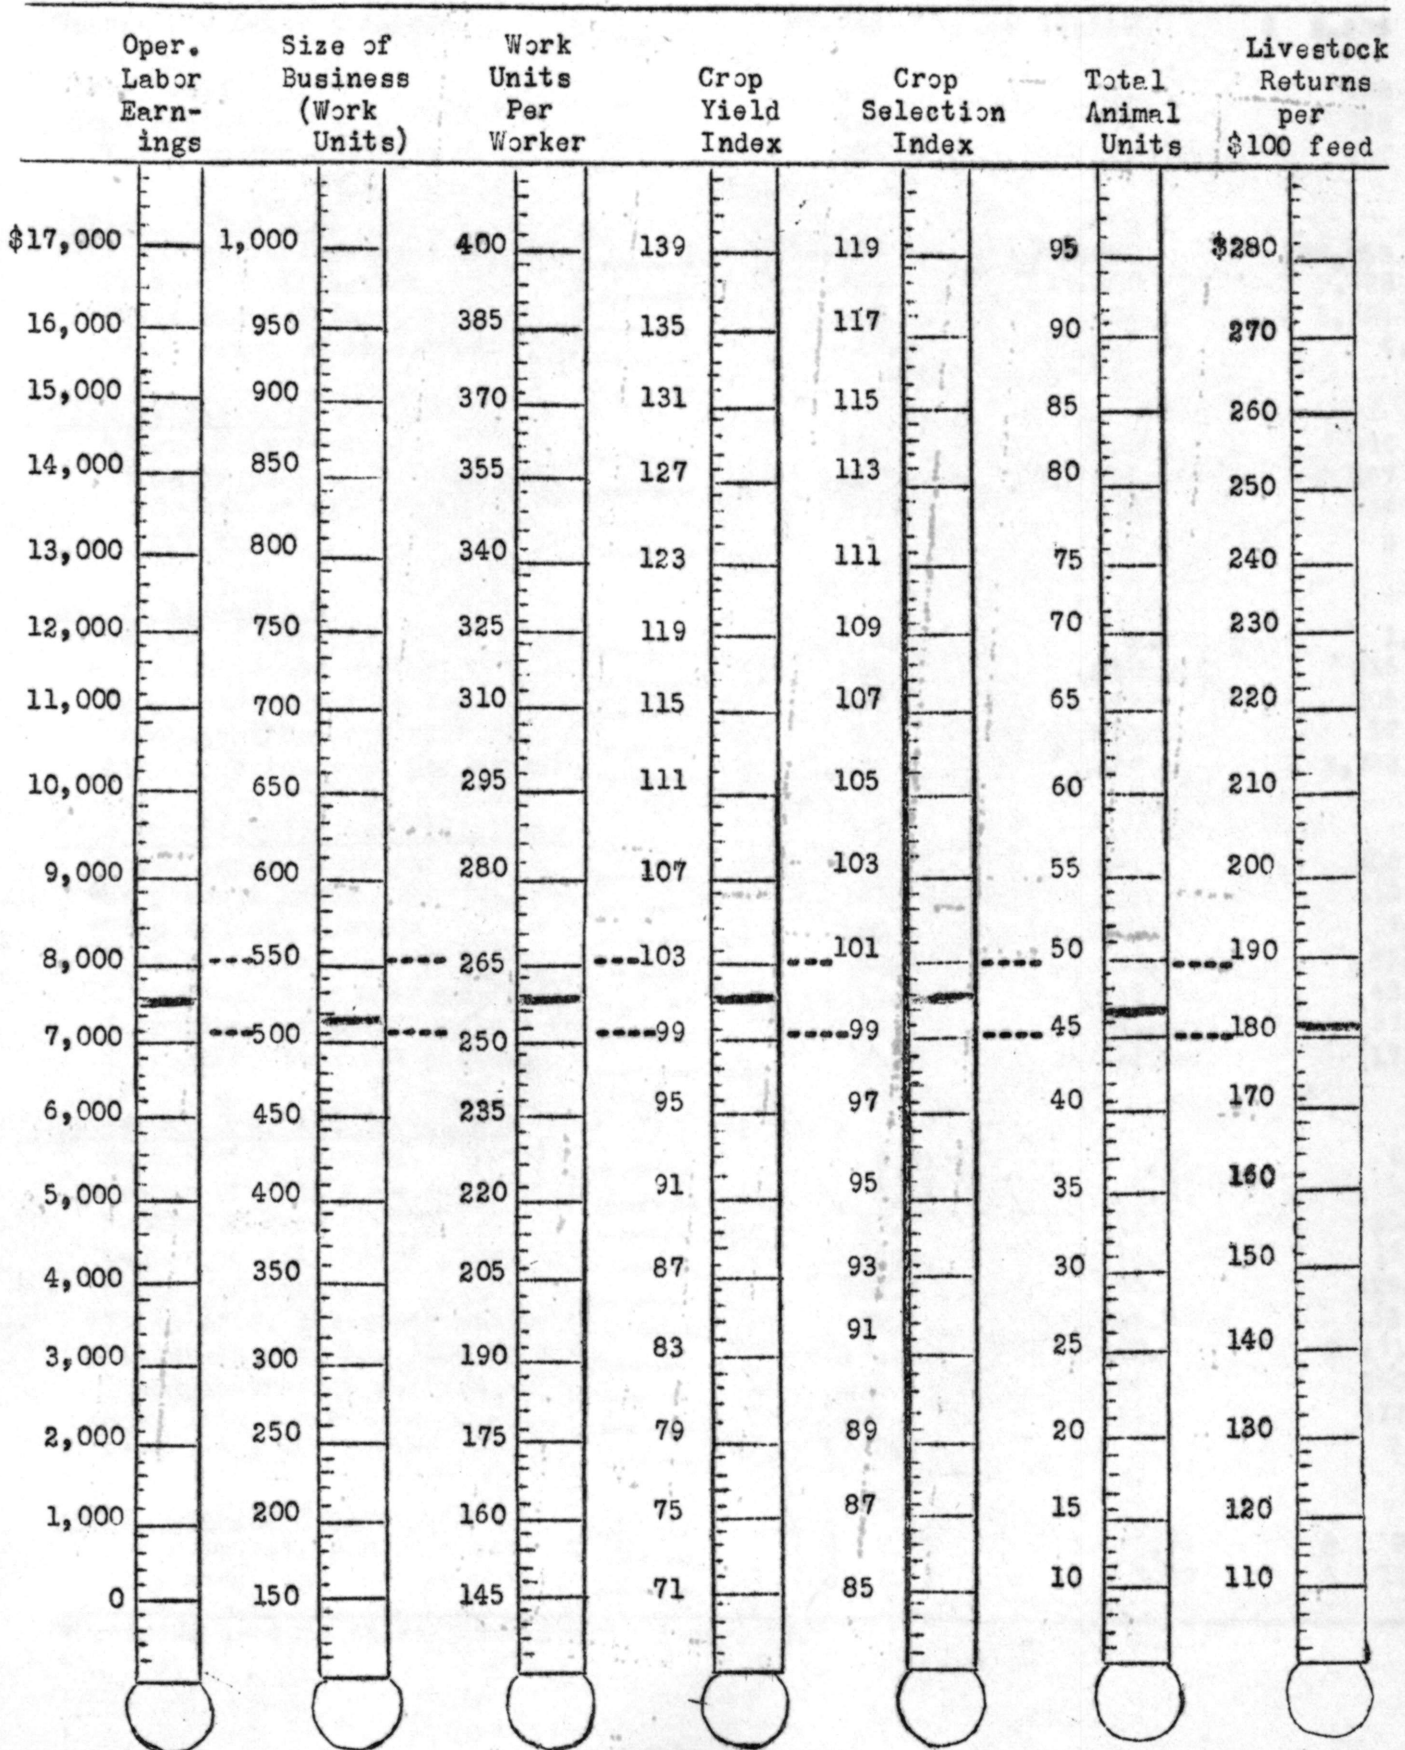 Oper. Labor Earn- ings
Size of Business (Work Units)
Work Units Per Worker
Crop Yield Index
Crop Selection Index
Total Animal Units
Livestock Returns per $100 feed
$17,000 1,000 400 139 119 95 $280
16,000 950 385 135 117 90 270
15,000 900 370 131 115 85 260
14,000 850 355 127 113 80 250
13,000 800 340 123 111 75 240
12,000 750 325 119 109 70 230
11,000 700 310 115 107 65 220
10,000 650 295 111 105 60 210
9,000 600 280 107 103 55 200
8,000 550 265 103 101 50 190
7,000 500 250 99 99 45 180
6,000 450 235 95 97 40 170
5,000 400 220 91 95 35 160
4,000 350 205 87 93 30 150
3,000 300 190 83 91 25 140
2,000 250 175 79 89 20 130
1,000 200 160 75 87 15 120
0 150 145 71 85 10 110